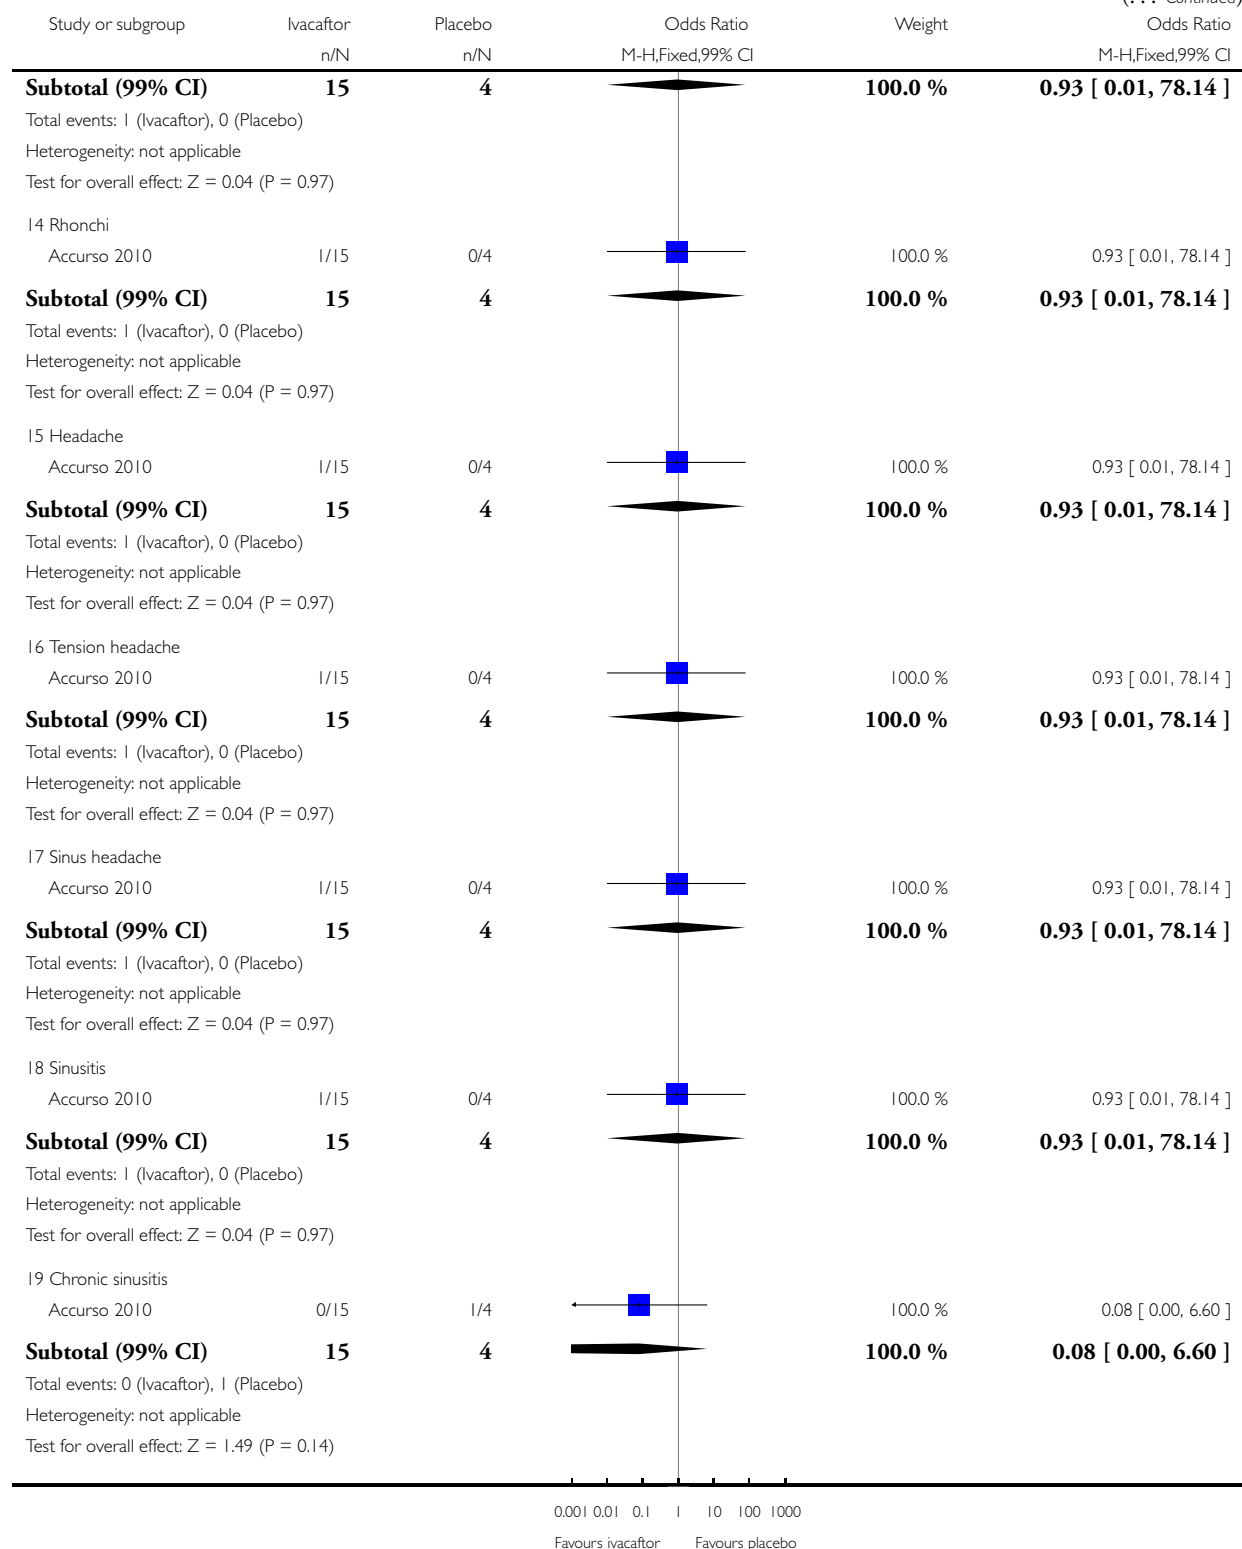 (... Continued)
Study or subgroup Ivacaftor Placebo Odds Ratio Weight Odds Ratio
n/N n/N M-H,Fixed,99% CI M-H,Fixed,99% CI
Subtotal (99% CI) 15 4 100.0 % 0.93 [ 0.01, 78.14 ]
Total events: 1 (Ivacaftor), 0 (Placebo)
Heterogeneity: not applicable
Test for overall effect: Z = 0.04 (P = 0.97)
14 Rhonchi
Accurso 2010 1/15 0/4 100.0 % 0.93 [ 0.01, 78.14 ]
Subtotal (99% CI) 15 4 100.0 % 0.93 [ 0.01, 78.14 ]
Total events: 1 (Ivacaftor), 0 (Placebo)
Heterogeneity: not applicable
Test for overall effect: Z = 0.04 (P = 0.97)
15 Headache
Accurso 2010 1/15 0/4 100.0 % 0.93 [ 0.01, 78.14 ]
Subtotal (99% CI) 15 4 100.0 % 0.93 [ 0.01, 78.14 ]
Total events: 1 (Ivacaftor), 0 (Placebo)
Heterogeneity: not applicable
Test for overall effect: Z = 0.04 (P = 0.97)
16 Tension headache
Accurso 2010 1/15 0/4 100.0 % 0.93 [ 0.01, 78.14 ]
Subtotal (99% CI) 15 4 100.0 % 0.93 [ 0.01, 78.14 ]
Total events: 1 (Ivacaftor), 0 (Placebo)
Heterogeneity: not applicable
Test for overall effect: Z = 0.04 (P = 0.97)
17 Sinus headache
Accurso 2010 1/15 0/4 100.0 % 0.93 [ 0.01, 78.14 ]
Subtotal (99% CI) 15 4 100.0 % 0.93 [ 0.01, 78.14 ]
Total events: 1 (Ivacaftor), 0 (Placebo)
Heterogeneity: not applicable
Test for overall effect: Z = 0.04 (P = 0.97)
18 Sinusitis
Accurso 2010 1/15 0/4 100.0 % 0.93 [ 0.01, 78.14 ]
Subtotal (99% CI) 15 4 100.0 % 0.93 [ 0.01, 78.14 ]
Total events: 1 (Ivacaftor), 0 (Placebo)
Heterogeneity: not applicable
Test for overall effect: Z = 0.04 (P = 0.97)
19 Chronic sinusitis
Accurso 2010 0/15 1/4 100.0 % 0.08 [ 0.00, 6.60 ]
Subtotal (99% CI) 15 4 100.0 % 0.08 [ 0.00, 6.60 ]
Total events: 0 (Ivacaftor), 1 (Placebo)
Heterogeneity: not applicable
Test for overall effect: Z = 1.49 (P = 0.14)
0.001 0.01 0.1 1 10 100 1000
Favours ivacaftor Favours placebo